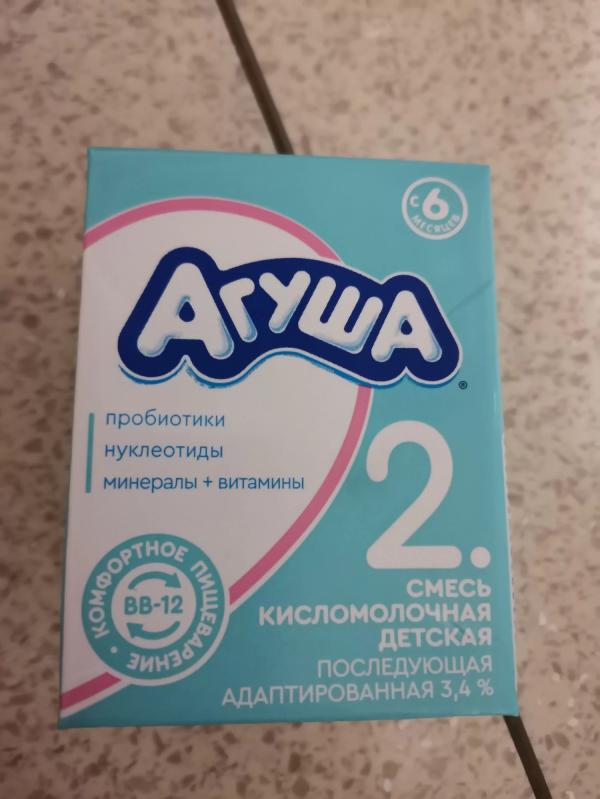 с 6
МЕСЯЦЕВ
АГУША
®
пробиотики
нуклеотиды
минералы + витамины
2.
КОМФОРТНОЕ ПИЩЕВАРЕНИЕ
BB-12
СМЕСЬ
КИСЛОМОЛОЧНАЯ
ДЕТСКАЯ
ПОСЛЕДУЮЩАЯ
АДАПТИРОВАННАЯ 3,4 %